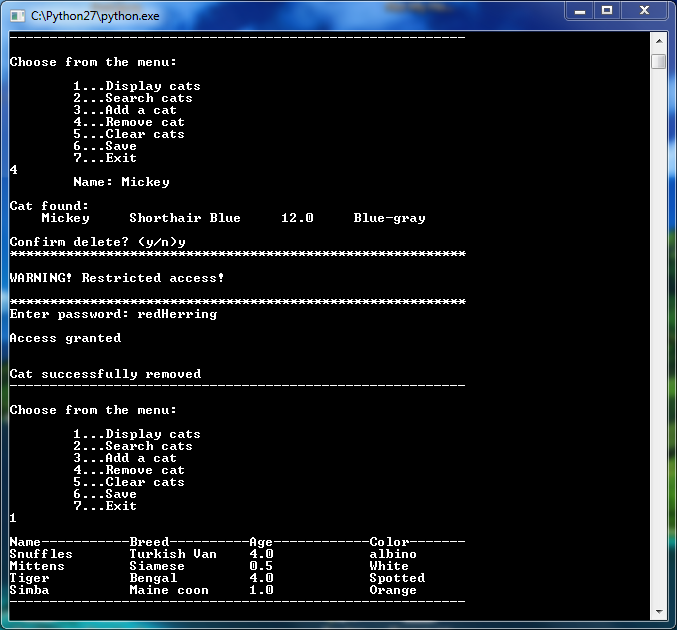 C:\Python27\python.exe
----------------------------------------------------------
Choose from the menu:
1...Display cats
2...Search cats
3...Add a cat
4...Remove cat
5...Clear cats
6...Save
7...Exit
4
Name: Mickey
Cat found:
Mickey     Shorthair Blue     12.0     Blue-gray
Confirm delete? (y/n)y
**********************************************************
WARNING! Restricted access!
**********************************************************
Enter password: redHerring
Access granted
Cat successfully removed
----------------------------------------------------------
Choose from the menu:
1...Display cats
2...Search cats
3...Add a cat
4...Remove cat
5...Clear cats
6...Save
7...Exit
1
Name-----------Breed----------Age------------Color-------
Snuffles       Turkish Van    4.0            albino
Mittens        Siamese        0.5            White
Tiger          Bengal         4.0            Spotted
Simba          Maine coon     1.0            Orange
----------------------------------------------------------